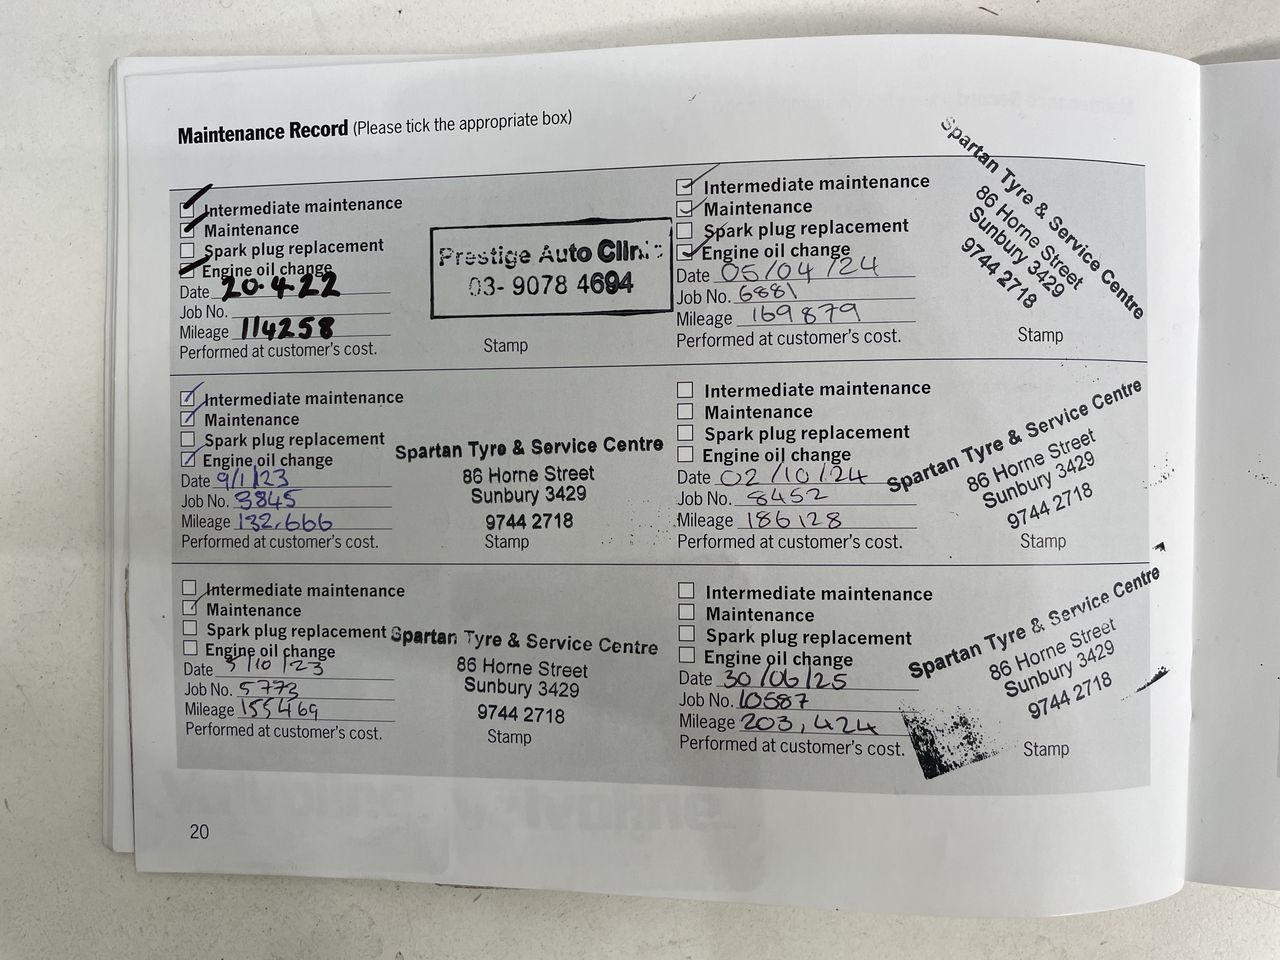 Maintenance Record (Please tick the appropriate box)
Intermediate maintenance
Maintenance
Spark plug replacement
Engine oil change
Date 20.4.22
Job No.
Mileage 114258
Performed at customer's cost.
Prestige Auto Clinic
03- 9078 4694
Stamp
Intermediate maintenance
Maintenance
Spark plug replacement
Engine oil change
Date 9/1/23
Job No. 3845
Mileage 132,666
Performed at customer's cost.
Spartan Tyre & Service Centre
86 Horne Street
Sunbury 3429
9744 2718
Stamp
Intermediate maintenance
Maintenance
Spark plug replacement
Engine oil change
Date 5/10/23
Job No. 5773
Mileage 155469
Performed at customer's cost.
Spartan Tyre & Service Centre
86 Horne Street
Sunbury 3429
9744 2718
Stamp
Intermediate maintenance
Maintenance
Spark plug replacement
Engine oil change
Date 05/04/24
Job No. 6881
Mileage 169879
Performed at customer's cost.
Spartan Tyre & Service Centre
86 Horne Street
Sunbury 3429
9744 2718
Stamp
Intermediate maintenance
Maintenance
Spark plug replacement
Engine oil change
Date 02/10/24
Job No. 8452
Mileage 186128
Performed at customer's cost.
Spartan Tyre & Service Centre
86 Horne Street
Sunbury 3429
9744 2718
Stamp
Intermediate maintenance
Maintenance
Spark plug replacement
Engine oil change
Date 30/06/25
Job No. 10587
Mileage 203,424
Performed at customer's cost.
Spartan Tyre & Service Centre
86 Horne Street
Sunbury 3429
9744 2718
Stamp
20